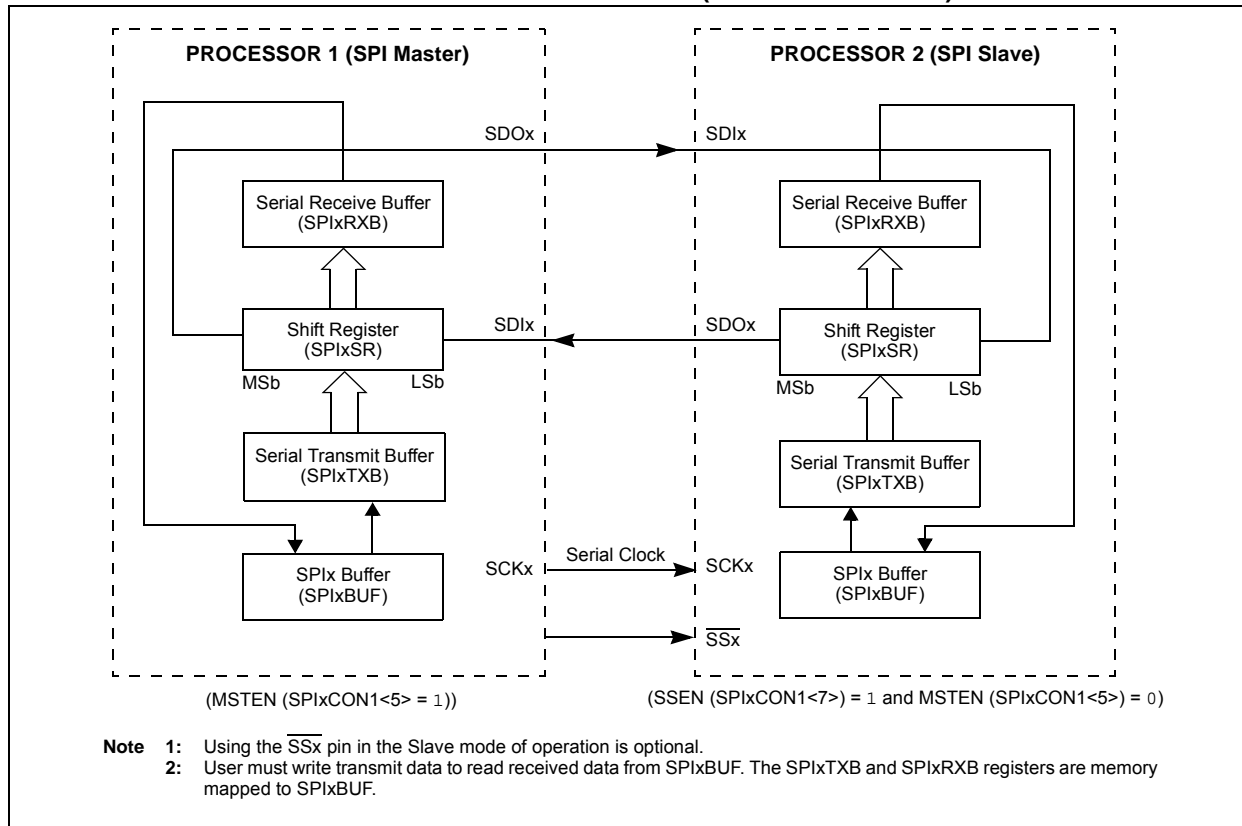 PROCESSOR 1 (SPI Master)
PROCESSOR 2 (SPI Slave)
SDOx
SDIx
Serial Receive Buffer
(SPIxRXB)
Serial Receive Buffer
(SPIxRXB)
Shift Register
(SPIxSR)
SDIx
SDOx
Shift Register
(SPIxSR)
MSb
LSb
MSb
LSb
Serial Transmit Buffer
(SPIxTXB)
Serial Transmit Buffer
(SPIxTXB)
SPIx Buffer
(SPIxBUF)
SCKx
Serial Clock
SCKx
SPIx Buffer
(SPIxBUF)
SSx
(MSTEN (SPIxCON1<5> = 1))
(SSEN (SPIxCON1<7>) = 1 and MSTEN (SPIxCON1<5>) = 0)
Note 1: Using the SSx pin in the Slave mode of operation is optional.
2: User must write transmit data to read received data from SPIxBUF. The SPIxTXB and SPIxRXB registers are memory
mapped to SPIxBUF.